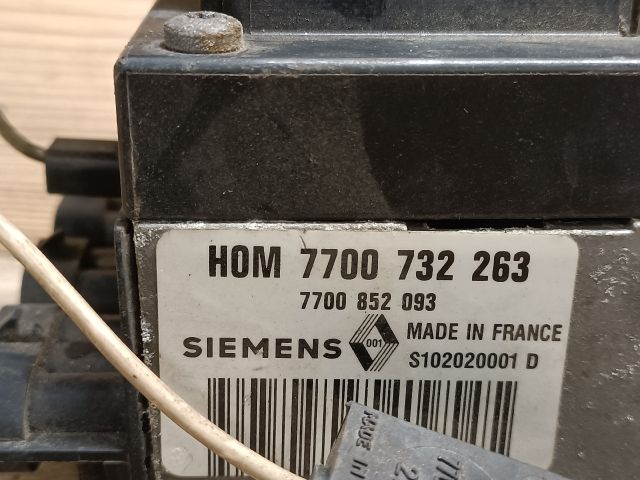 HOM 7700 732 263
7700 852 093
SIEMENS 001 MADE IN FRANCE
S102020001 D